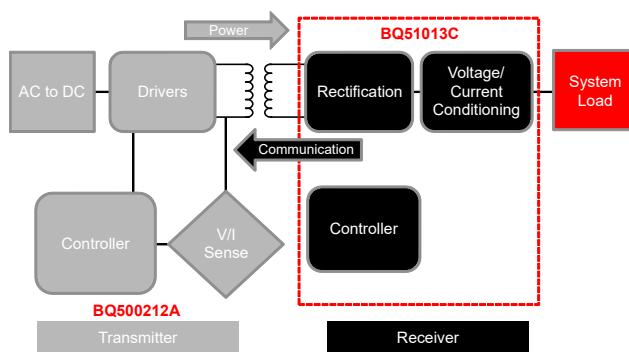 Power
BQ51013C
AC to DC
Drivers
Rectification
Voltage/
Current
Conditioning
System
Load
Communication
Controller
V/I
Sense
Controller
BQ500212A
Transmitter
Receiver